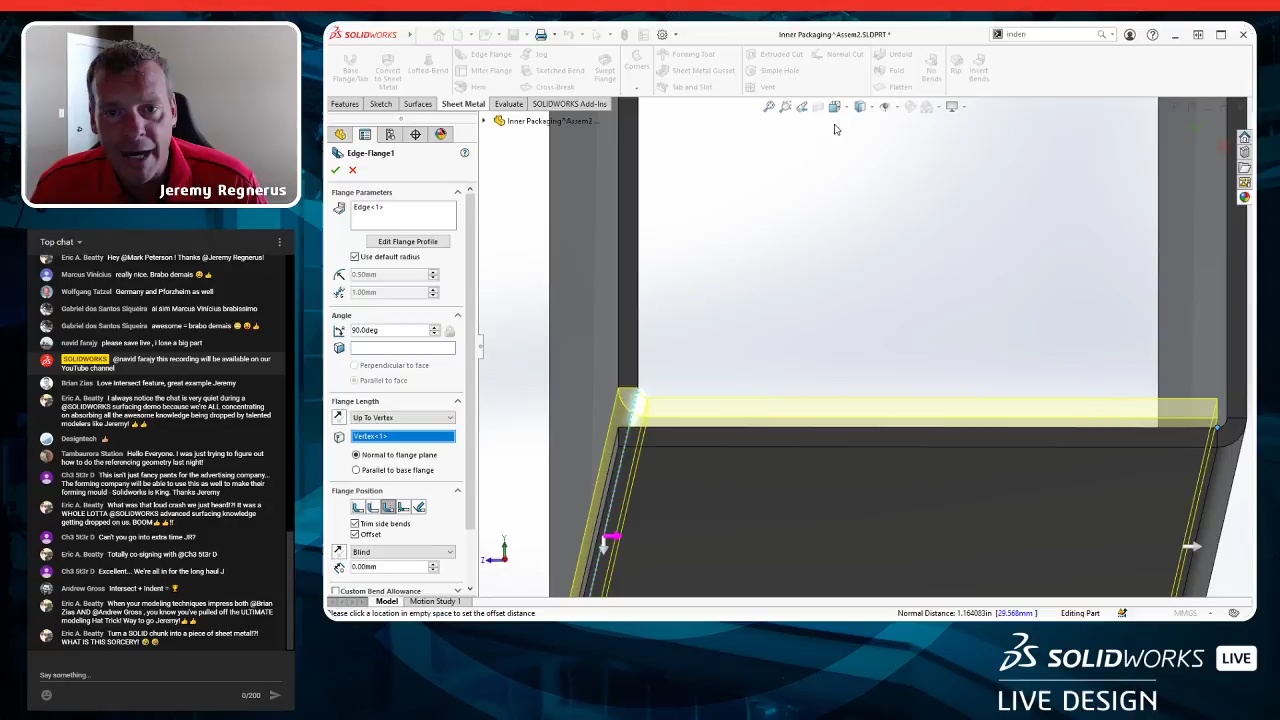 Jeremy Regnerus
Top chat
Eric A. Beatty Hey @Mark Peterson ! Thanks @Jeremy Regnerus!
Marcus Vinícius really nice. Brabo demais
Wolfgang Tatzel Germany and Pforzheim as well
Gabriel dos Santos Siqueira ai sim Marcus Vinicius brabissimo
Gabriel dos Santos Siqueira awesome = brabo demais
navid farajy please save live , i lose a big part
SOLIDWORKS @navid farajy this recording will be available on our
YouTube channel
Brian Zias Love Intersect feature, great example Jeremy
Eric A. Beatty I always notice the chat is very quiet during a
@SOLIDWORKS surfacing demo because we're ALL concentrating
on absorbing all the awesome knowledge being dropped by talented
modelers like Jeremy!
Designtech
Tambaurora Station Hello Everyone. I was just trying to figure out
how to do the referencing geometry last night!
Ch3 5t3r D This isn't just fancy pants for the advertising company...
The forming company will be able to use this as well to make their
forming mould - Solidworks is King. Thanks Jeremy
Eric A. Beatty What was that loud crash we just heard!?! It was a
WHOLE LOTTA @SOLIDWORKS advanced surfacing knowledge
getting dropped on us. BOOM !!
Ch3 5t3r D Can't you go into extra time JR?
Eric A. Beatty Totally co-signing with @Ch3 5t3r D
Ch3 5t3r D Excellent... We're all in for the long haul J
Andrew Gross Intersect + Indent =
Eric A. Beatty When your modeling techniques impress both @Brian
Zias AND @Andrew Gross , you know you've pulled off the ULTIMATE
modeling Hat Trick! Way to go Jeremy!
Eric A. Beatty Turn a SOLID chunk into a piece of sheet metal!?!
WHAT IS THIS SORCERY!
Say something...
0/200
SOLIDWORKS
Inner Packaging^Assem2.SLDPRT *
inden
Base
Flange/Tab
Convert
to Sheet
Metal
Lofted-Bend
Edge Flange
Miter Flange
Hem
Jog
Sketched Bend
Cross-Break
Swept
Flange
Corners
Forming Tool
Sheet Metal Gusset
Tab and Slot
Extruded Cut
Simple Hole
Vent
Normal Cut
Unfold
Fold
Flatten
No
Bends
Rip
Insert
Bends
Features
Sketch
Surfaces
Sheet Metal
Evaluate
SOLIDWORKS Add-Ins
Inner Packaging^Assem2 ...
Edge-Flange1
Flange Parameters
Edge<1>
Edit Flange Profile
Use default radius
0.50mm
1.00mm
Angle
90.0deg
Perpendicular to face
Parallel to face
Flange Length
Up To Vertex
Vertex<1>
Normal to flange plane
Parallel to base flange
Flange Position
Trim side bends
Offset
Blind
0.00mm
Custom Bend Allowance
Y
Z
Model
Motion Study 1
Please click a location in empty space to set the offset distance
Normal Distance: 1.164083in [29.568mm ]
Editing Part
MMGS
SOLIDWORKS LIVE
LIVE DESIGN